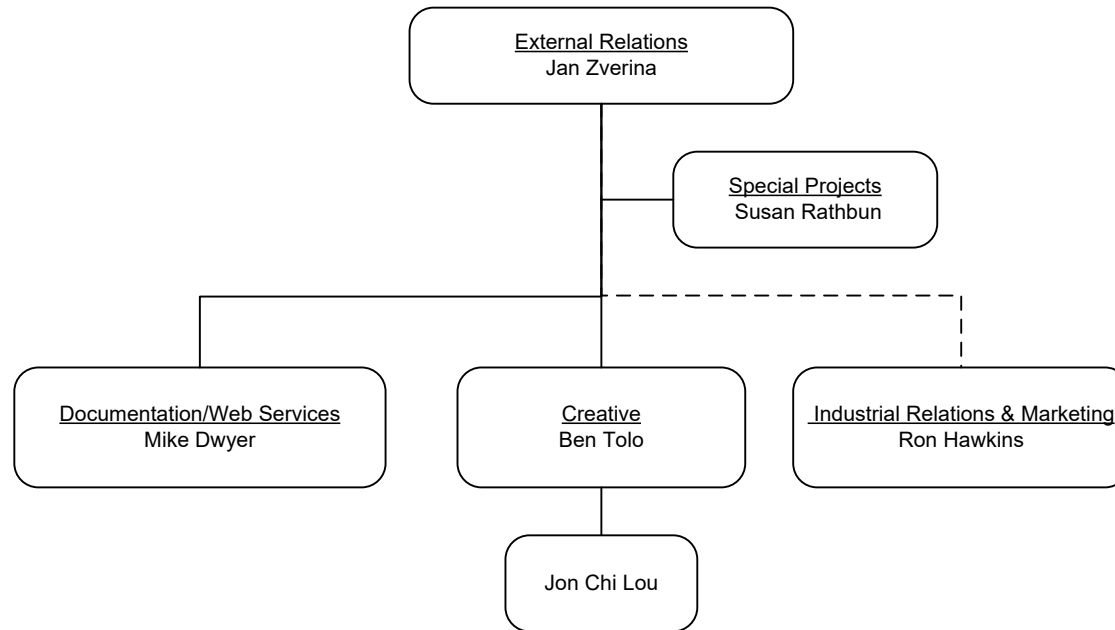 External Relations
Jan Zverina
Special Projects
Susan Rathbun
Documentation/Web Services
Mike Dwyer
Creative
Ben Tolo
Industrial Relations & Marketing
Ron Hawkins
Jon Chi Lou